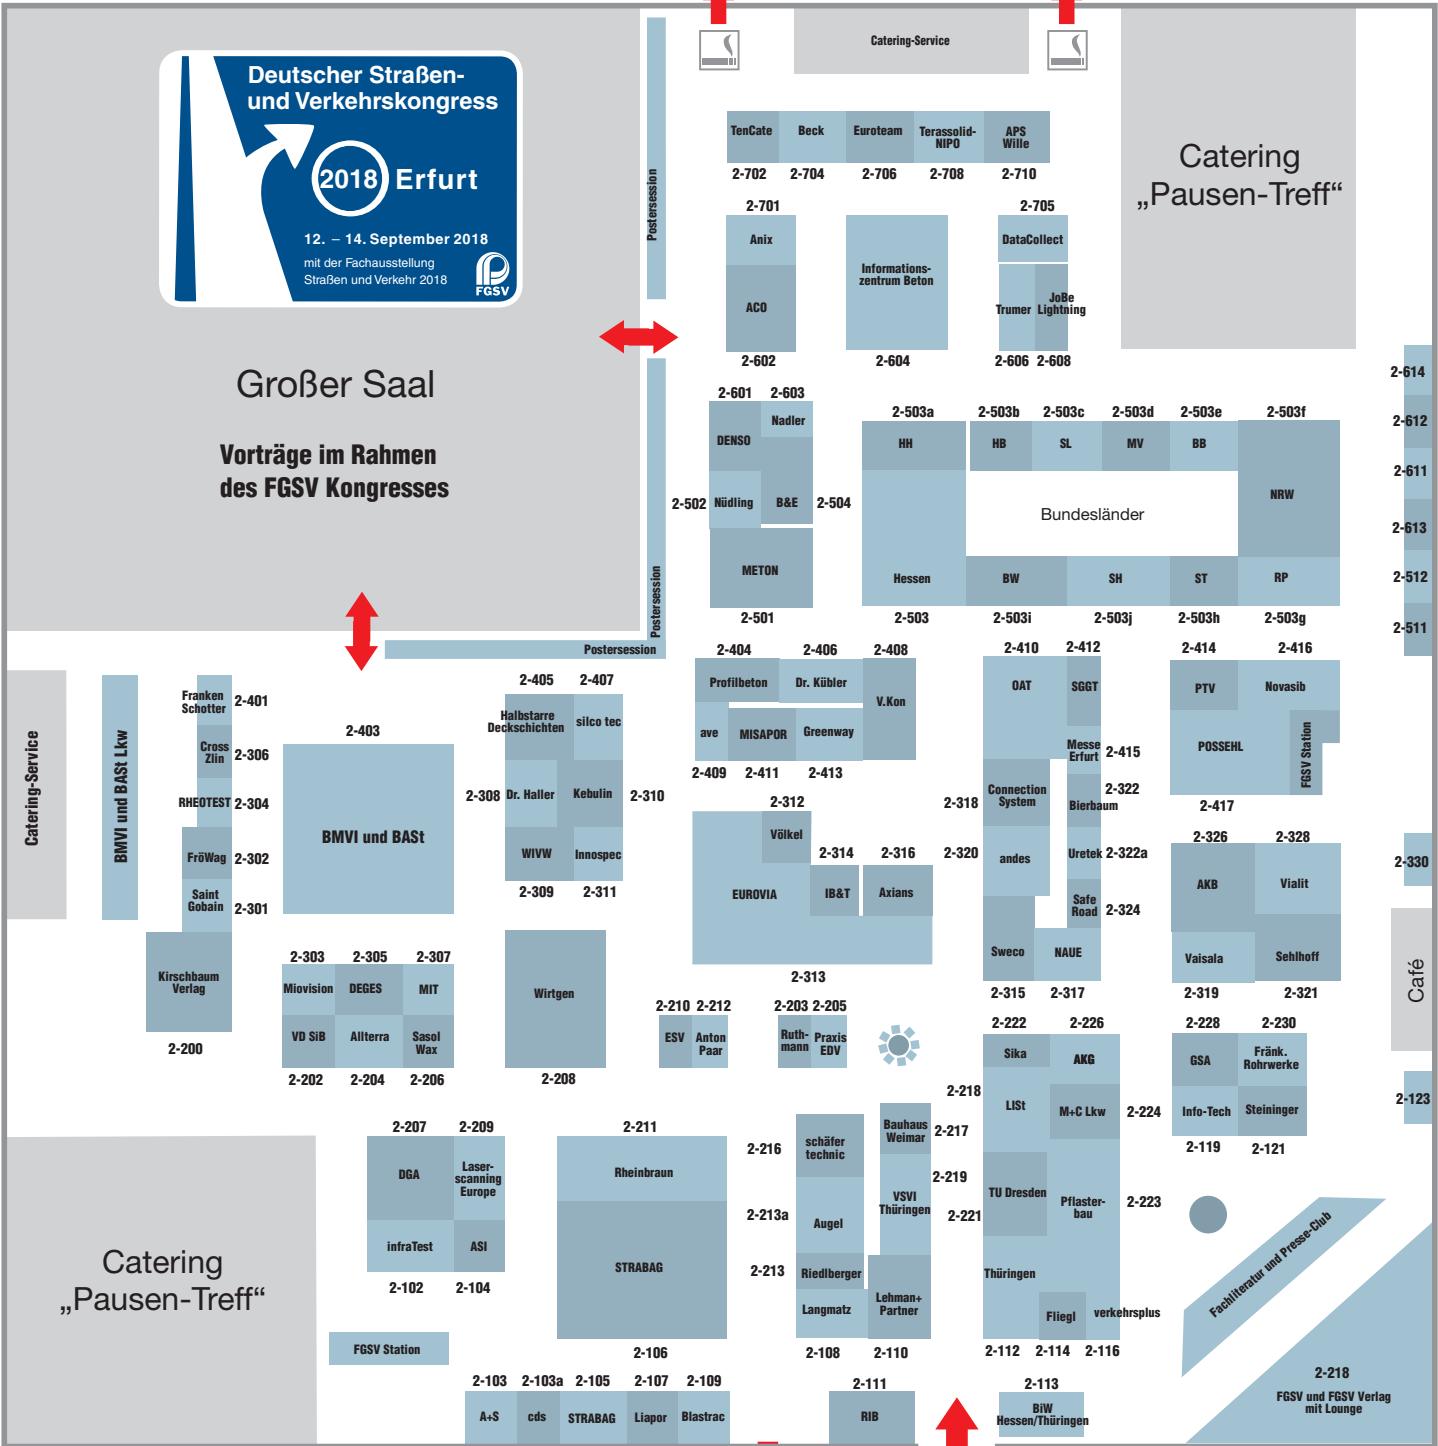 Deutscher Straßen-
und Verkehrskongress
2018 Erfurt
12. – 14. September 2018
mit der Fachausstellung
Straßen und Verkehr 2018
FGSV
Großer Saal
Vorträge im Rahmen
des FGSV Kongresses
Postersession
Postersession
Postersession
Catering-Service
Catering
„Pausen-Treff“
TenCate
Beck
Euroteam
Terassolid-
NIPO
APS
Wille
2-702
2-704
2-706
2-708
2-710
2-701
2-705
Anix
ACO
Informations-
zentrum Beton
DataCollect
Trumer
JoBe
Lightning
2-602
2-604
2-606
2-608
2-614
2-612
2-611
2-613
2-512
2-511
2-601
2-603
DENSO
Nadler
2-502
Nüdling
B&E
2-504
METON
2-501
2-503a
2-503b
2-503c
2-503d
2-503e
2-503f
HH
HB
SL
MV
BB
NRW
Bundesländer
Hessen
BW
SH
ST
RP
2-503
2-503i
2-503j
2-503h
2-503g
Catering-Service
BMVI und BASt Lkw
Franken
Schotter
2-401
Cross
Zlin
2-306
RHEOTEST
2-304
FröWag
2-302
Saint
Gobain
2-301
Kirschbaum
Verlag
2-200
2-403
BMVI und BASt
2-405
2-407
Halbstarre
Deckschichten
silco tec
2-308
Dr. Haller
Kebulin
2-310
WIVW
Innospec
2-309
2-311
2-404
2-406
2-408
Profilbeton
Dr. Kübler
V.Kon
ave
MISAPOR
Greenway
2-409
2-411
2-413
2-312
Völkel
2-314
2-316
EUROVIA
IB&T
Axians
2-313
2-410
2-412
OAT
SGGT
Messe
Erfurt
2-415
2-318
Connection
System
2-322
Bierbaum
2-320
andes
Uretek
2-322a
Safe
Road
2-324
Sweco
NAUE
2-315
2-317
2-414
2-416
PTV
Novasib
POSSEHL
FGSV Station
2-417
2-326
2-328
AKB
Vialit
Vaisala
Sehlhoff
2-319
2-321
2-330
Café
2-123
2-303
2-305
2-307
Miovision
DEGES
MIT
VD SiB
Allterra
Sasol
Wax
2-202
2-204
2-206
Wirtgen
2-208
2-210
2-212
ESV
Anton
Paar
2-203
2-205
Ruth-
mann
Praxis
EDV
2-222
2-226
Sika
AKG
2-218
LISt
M+C Lkw
2-224
TU Dresden
2-221
Pflaster-
bau
2-223
Thüringen
Fliegl
verkehrsplus
2-112
2-114
2-116
2-228
2-230
GSA
Fränk.
Rohrwerke
Info-Tech
Steininger
2-119
2-121
2-207
2-209
DGA
Laser-
scanning
Europe
infraTest
ASI
2-102
2-104
2-211
Rheinbraun
STRABAG
2-106
2-216
schäfer
technic
Bauhaus
Weimar
2-217
2-213a
Augel
VSVI
Thüringen
2-219
2-213
Riedlberger
Langmatz
Lehman+
Partner
2-108
2-110
Catering
„Pausen-Treff“
FGSV Station
2-103
2-103a
2-105
2-107
2-109
A+S
cds
STRABAG
Liapor
Blastrac
2-111
RIB
2-113
BiW
Hessen/Thüringen
Fachliteratur und Presse-Club
2-218
FGSV und FGSV Verlag
mit Lounge